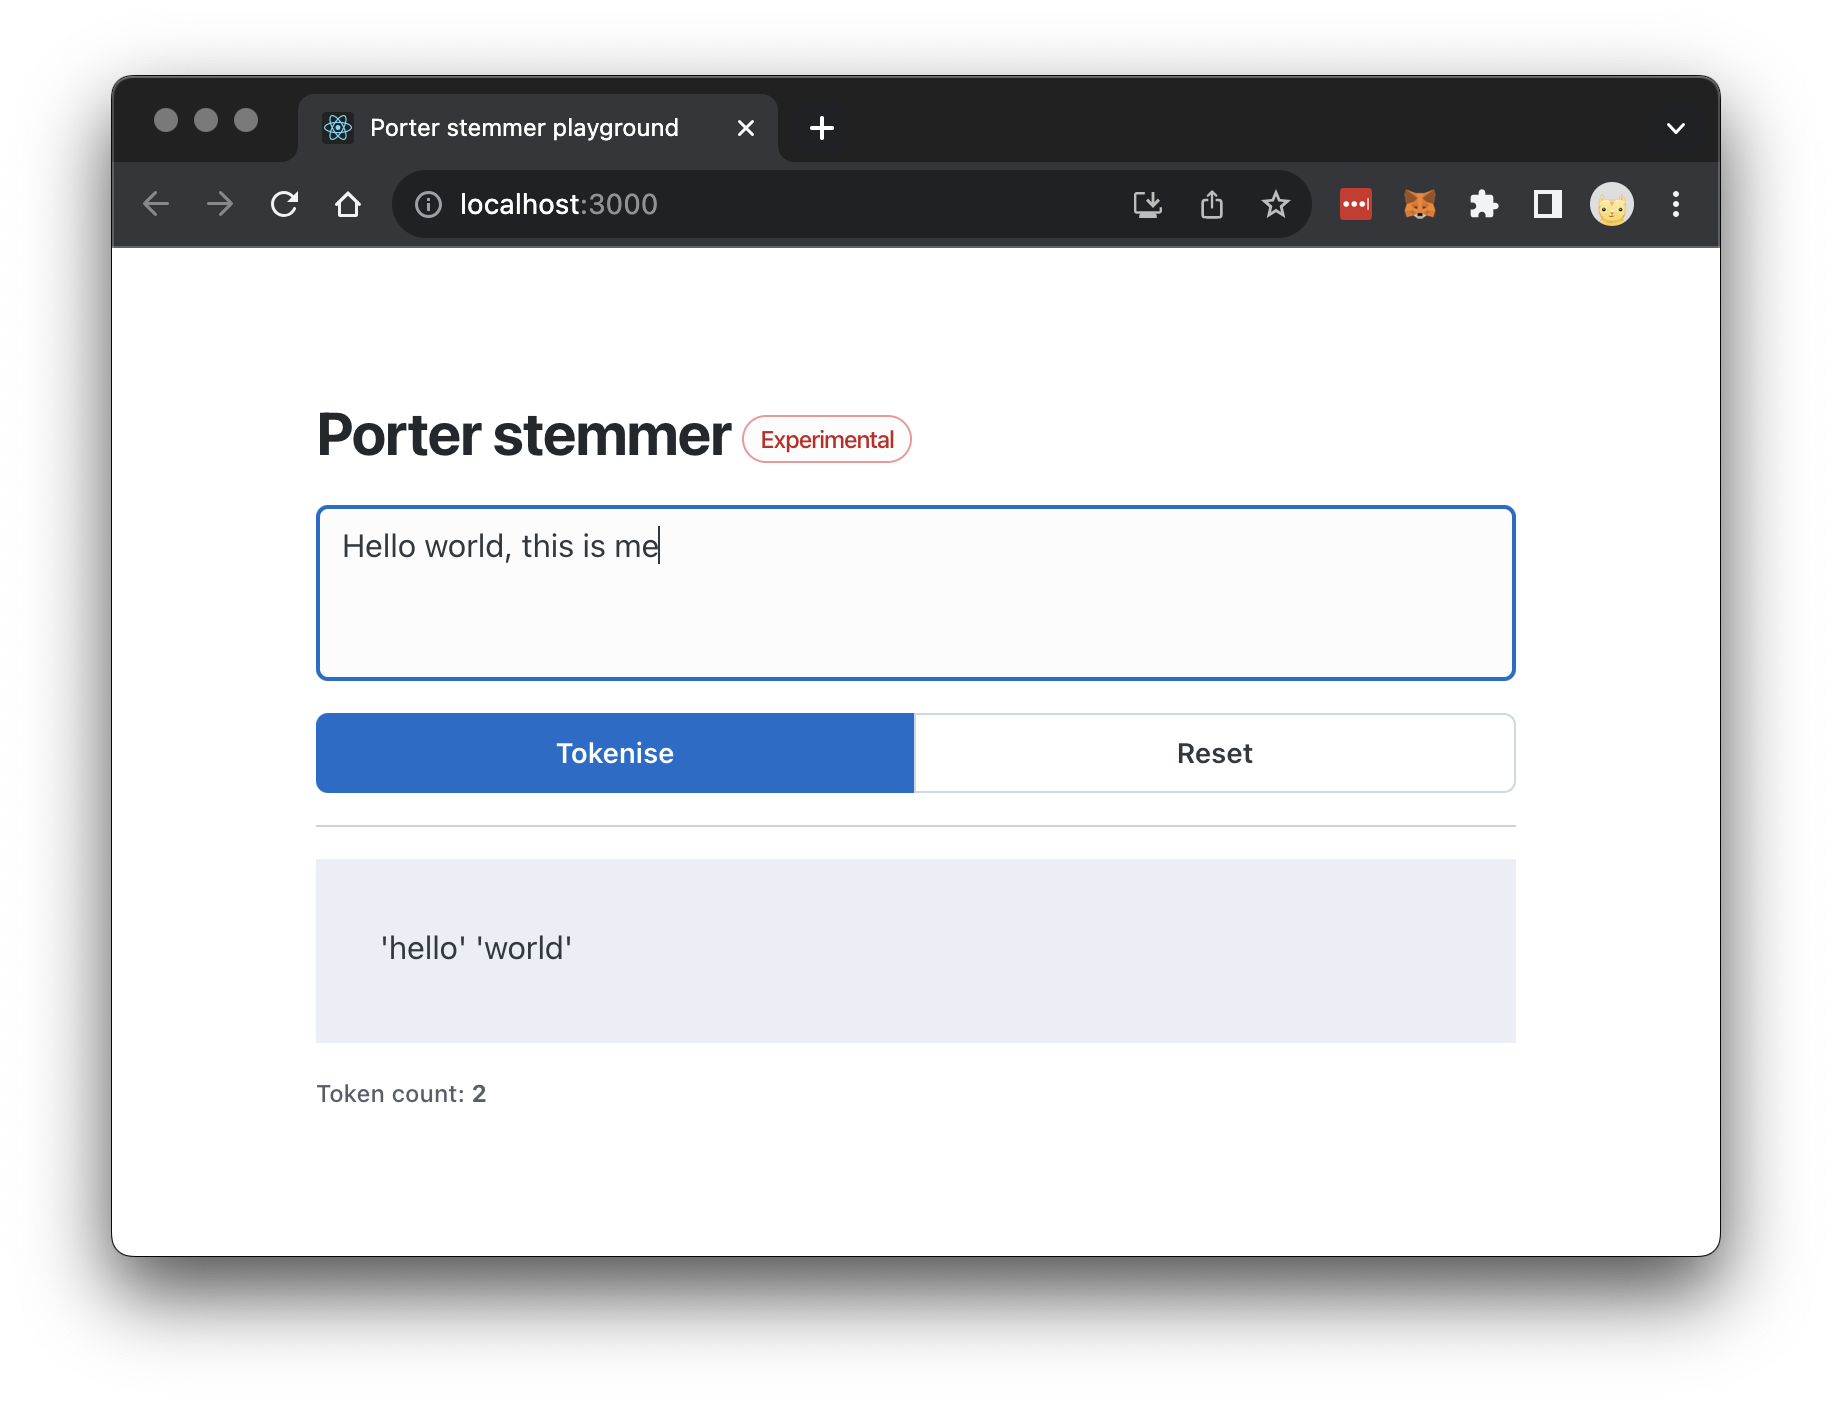 Porter stemmer playground
localhost:3000
Porter stemmer Experimental
Hello world, this is me
Tokenise Reset
'hello' 'world'
Token count: 2